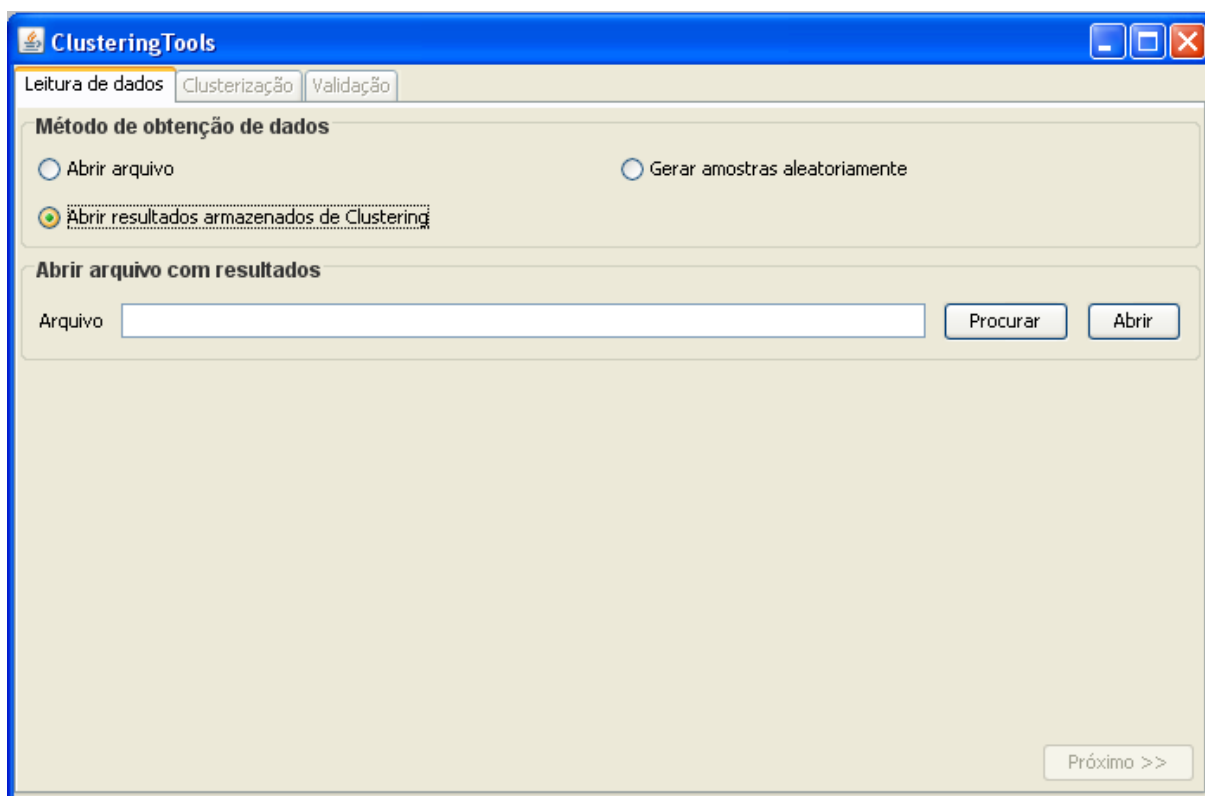 ClusteringTools
Leitura de dados Clusterização Validação
Método de obtenção de dados
Abrir arquivo Gerar amostras aleatoriamente
Abrir resultados armazenados de Clustering
Abrir arquivo com resultados
Arquivo Procurar Abrir
Próximo >>